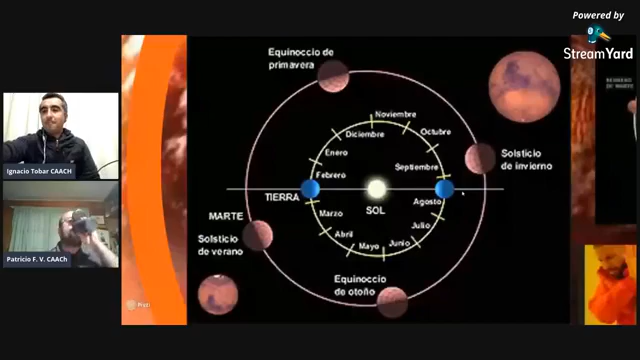 Powered by
StreamYard
Equinoccio de
primavera
Noviembre
Diciembre
Octubre
Enero
Solsticio
de invierno
Septiembre
Febrero
TIERRA
SOL
Agosto
MARTE
Marzo
Solsticio
de verano
Julio
Abril
Mayo
Junio
Equinoccio
de otoño
Ignacio Tobar CAACH
Patricio F. V. CAACh